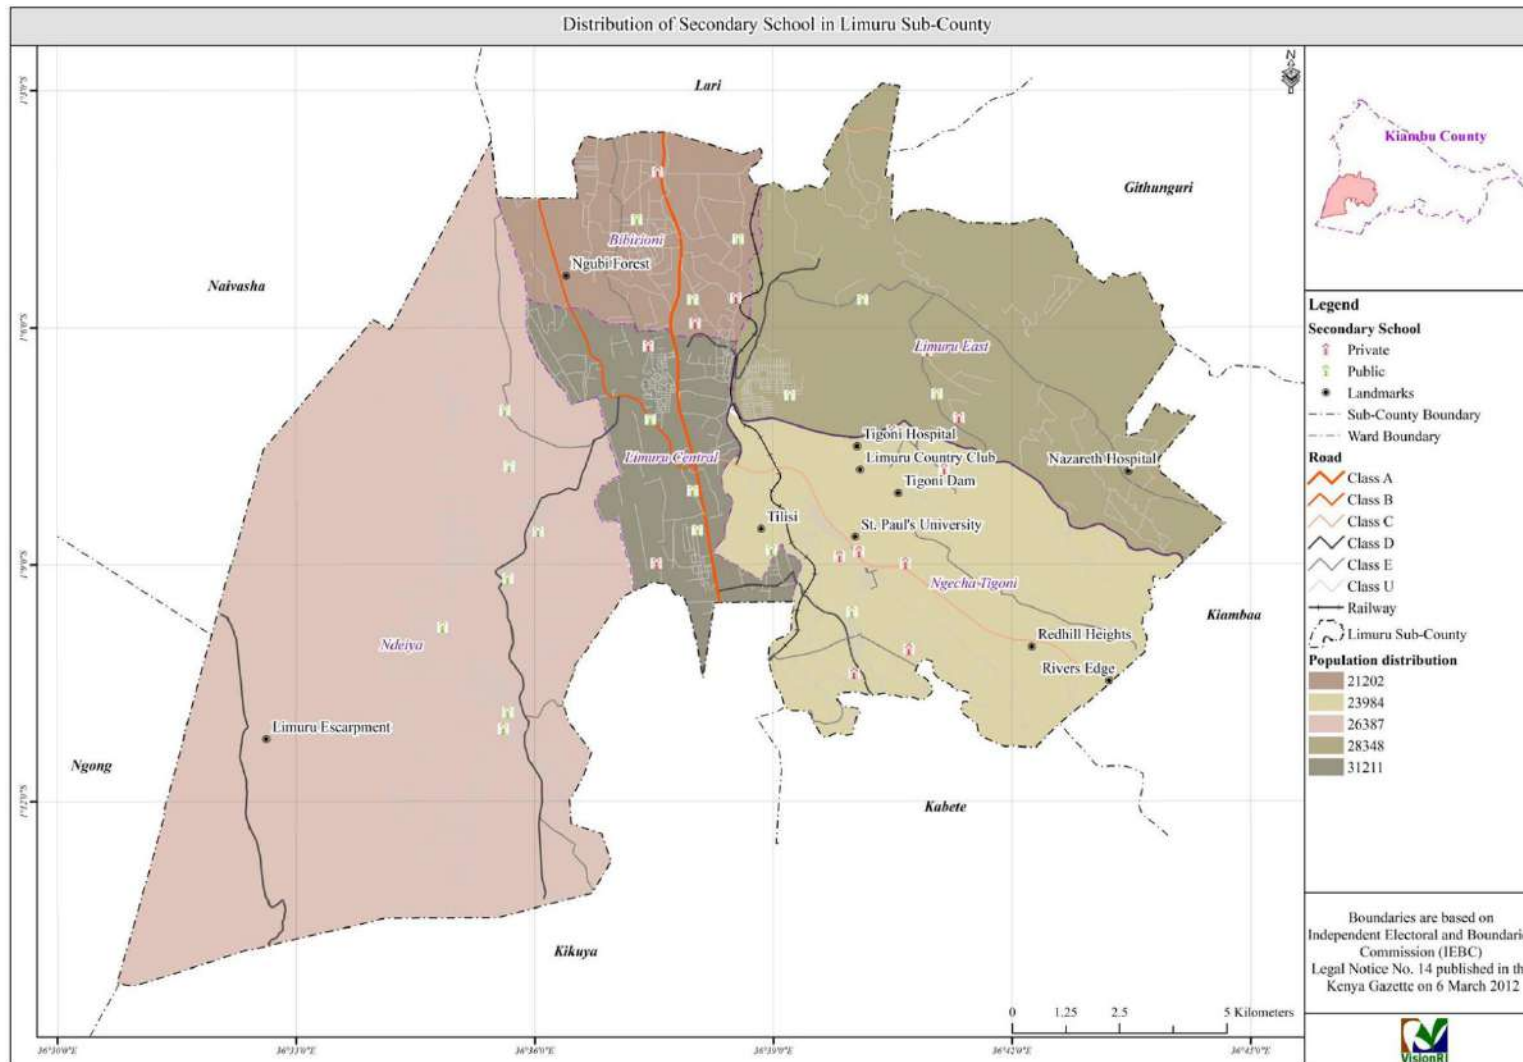 Distribution of Secondary School in Limuru Sub-County
N
Lari
Kiambu County
Githunguri
Naivasha
Bibirioni
Ngubi Forest
Limuru East
Tigoni Hospital
Limuru Country Club
Nazareth Hospital
Limuru Central
Tigoni Dam
Tilisi
St. Paul's University
Ngecha Tigoni
Kiambaa
Redhill Heights
Ndeiya
Rivers Edge
Limuru Escarpment
Ngong
Kabete
Kikuya
Legend
Secondary School
Private
Public
Landmarks
Sub-County Boundary
Ward Boundary
Road
Class A
Class B
Class C
Class D
Class E
Class U
Railway
Limuru Sub-County
Population distribution
21202
23984
26387
28348
31211
Boundaries are based on
Independent Electoral and Boundari
Commission (IEBC)
Legal Notice No. 14 published in th
Kenya Gazette on 6 March 2012
0 1.25 2.5 5 Kilometers
VisionRI